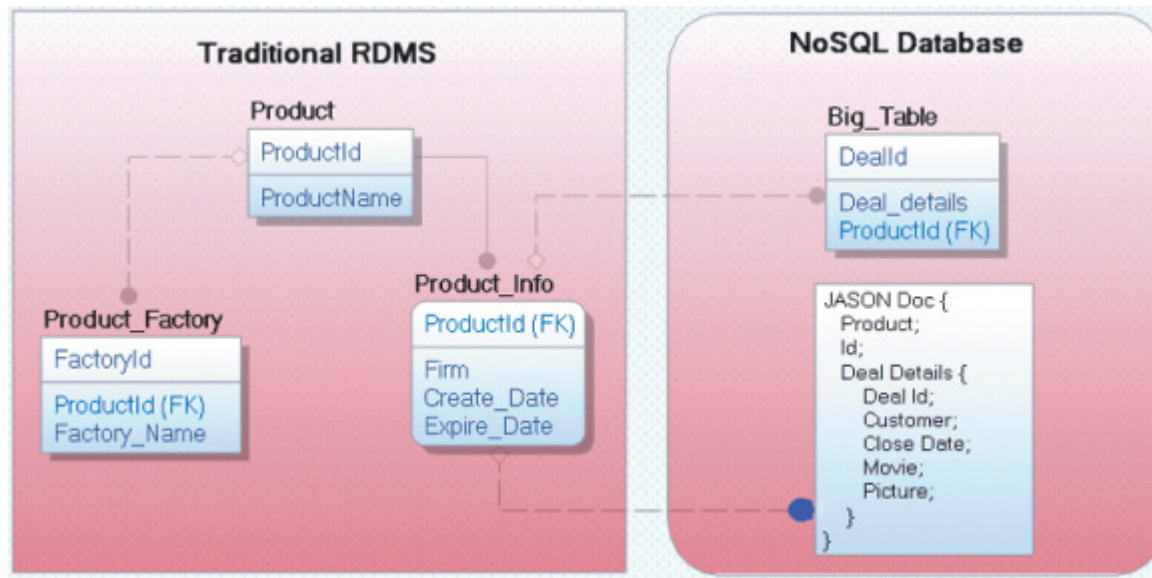 Traditional RDMS
Product
ProductId
ProductName
Product_Factory
FactoryId
ProductId (FK)
Factory_Name
Product_Info
ProductId (FK)
Firm
Create_Date
Expire_Date
NoSQL Database
Big_Table
DealId
Deal_details
ProductId (FK)
JASON Doc {
Product;
Id;
Deal Details {
Deal Id;
Customer;
Close Date;
Movie;
Picture;
}
}